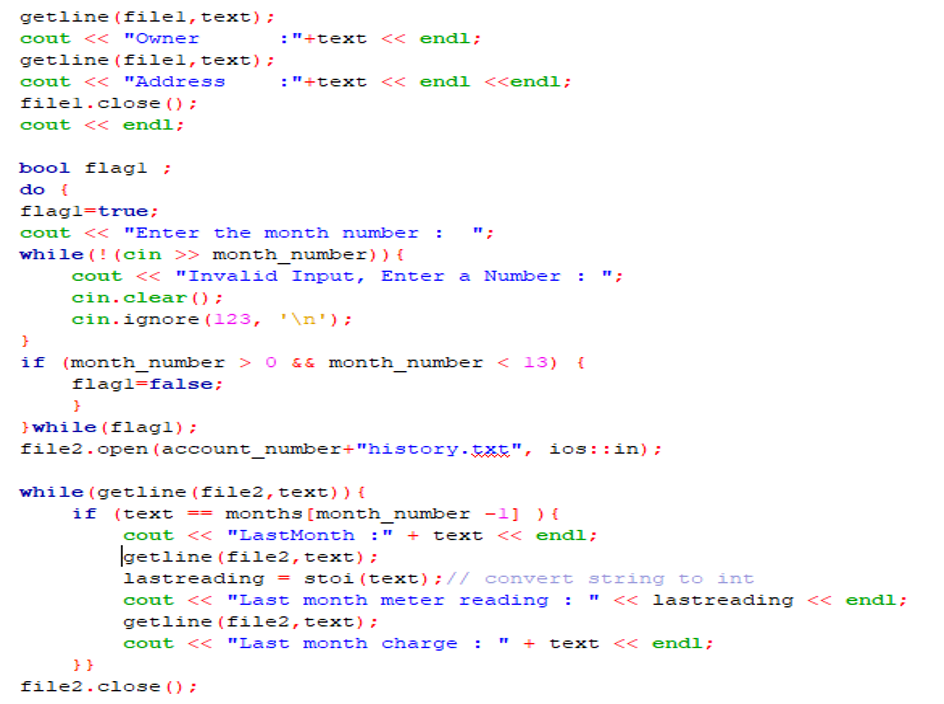 getline(file1,text);
cout << "Owner      :"+text << endl;
getline(file1,text);
cout << "Address    :"+text << endl <<endl;
file1.close();
cout << endl;

bool flag1 ;
do {
flag1=true;
cout << "Enter the month number :  ";
while(!(cin >> month_number)){
    cout << "Invalid Input, Enter a Number : ";
    cin.clear();
    cin.ignore(123, '\n');
}
if (month_number > 0 && month_number < 13) {
    flag1=false;
    }
}while(flag1);
file2.open(account_number+"history.txt", ios::in);

while(getline(file2,text)){
    if (text == months[month_number -1] ){
        cout << "LastMonth :" + text << endl;
        getline(file2,text);
        lastreading = stoi(text);// convert string to int
        cout << "Last month meter reading : " << lastreading << endl;
        getline(file2,text);
        cout << "Last month charge : " + text << endl;
    }}
file2.close();